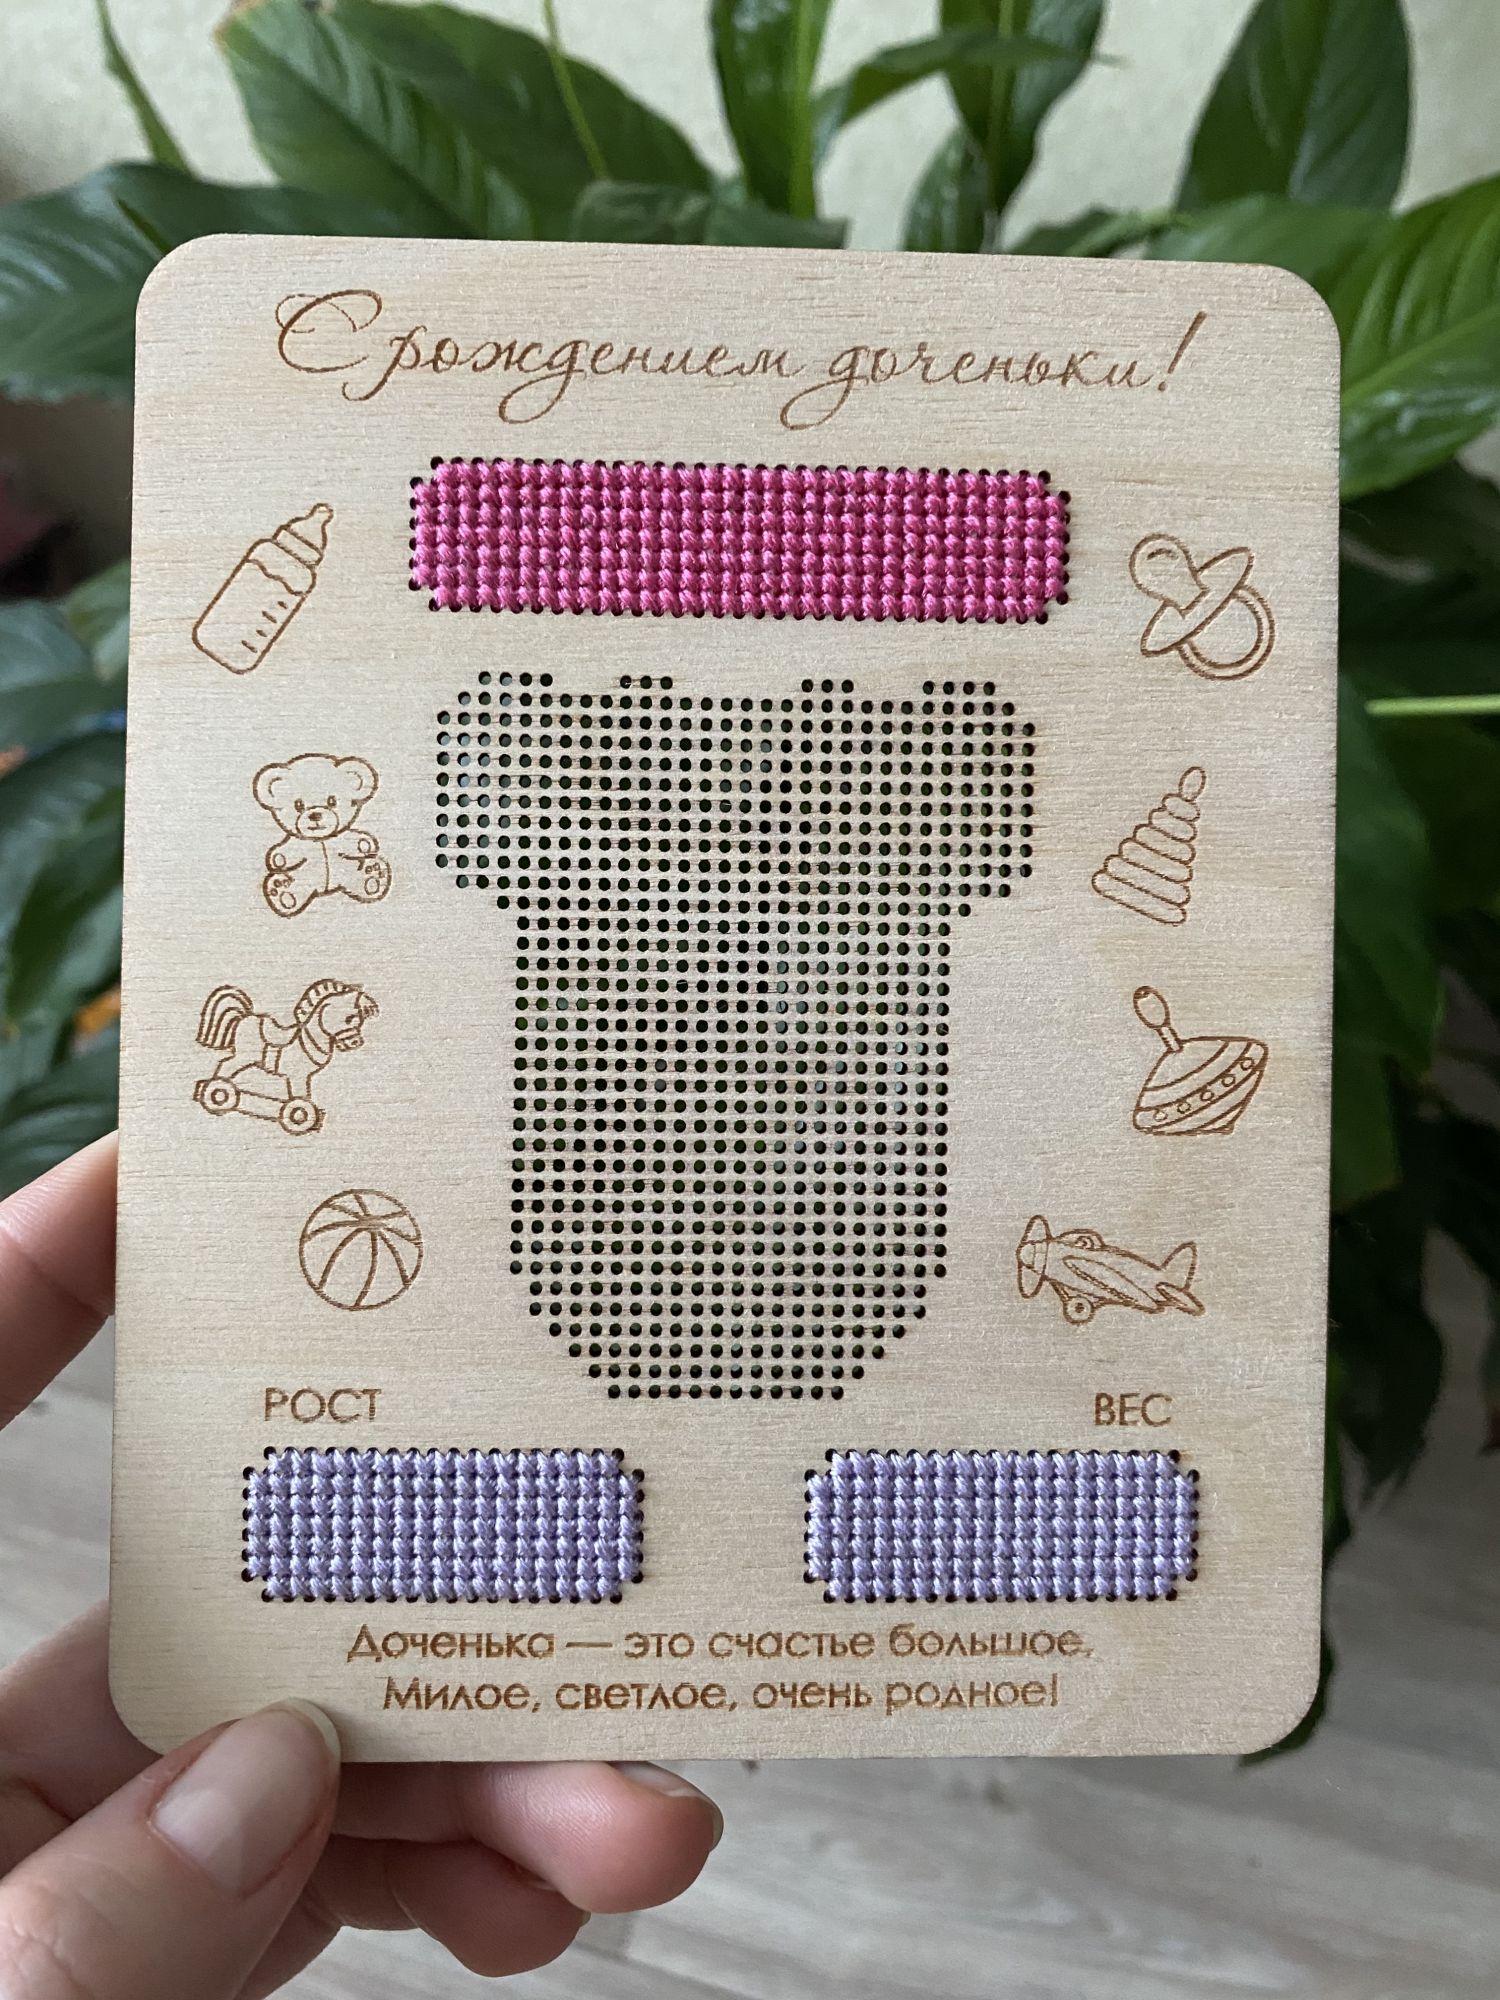 С рождением доченьки!
РОСТ
ВЕС
Доченька — это счастье большое,
Милое, светлое, очень родное!